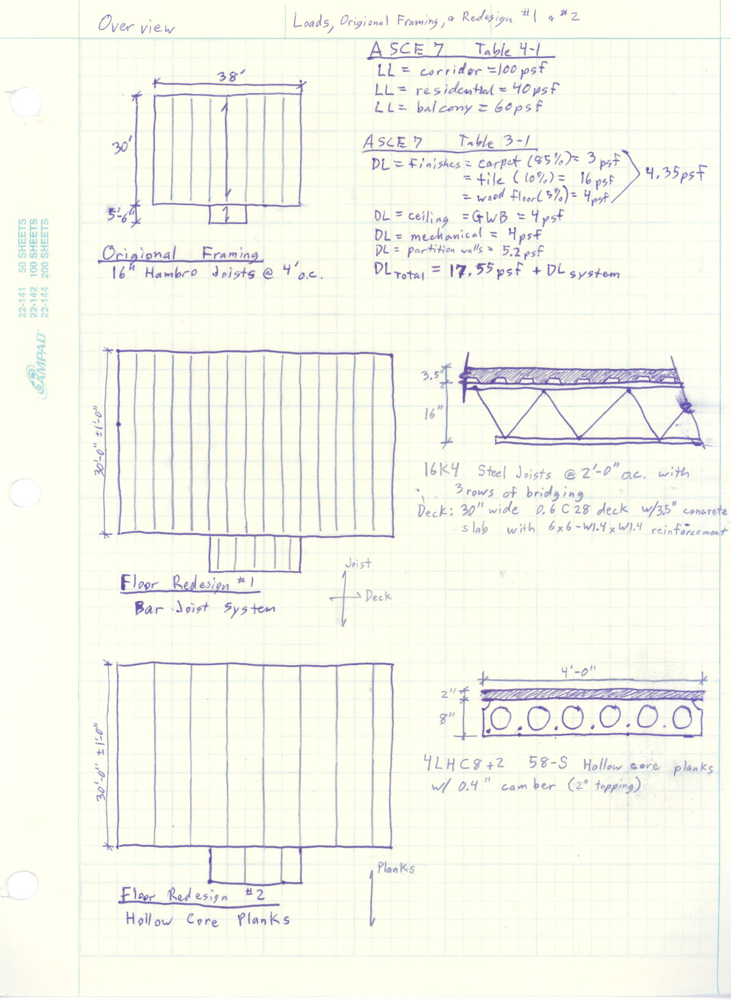 Overview
Loads, Origional Framing, & Redesign #1 & #2
38'
30'
5'-6"
Origional Framing
16" Hambro Joists @ 4' o.c.
ASCE 7 Table 4-1
LL = corridor = 100 psf
LL = residential = 40 psf
LL = balcony = 60 psf
ASCE 7 Table 3-1
DL = Finishes = carpet (85%) = 3 psf
= tile (10%) = 16 psf
= wood floor (5%) = 4 psf
4.35 psf
DL = ceiling = GWB = 4 psf
DL = mechanical = 4 psf
DL = partition walls = 5.2 psf
DL Total = 17.55 psf + DL system
22-141 50 SHEETS
22-142 100 SHEETS
22-144 200 SHEETS
AMPAD
30'-0" ±1'-0"
Floor Redesign #1
Bar Joist System
Joist
Deck
3.5"
16"
16K4 Steel Joists @ 2'-0" o.c. with
3 rows of bridging
Deck: 30" wide 0.6 C 28 deck w/3.5" concrete
slab with 6x6-W1.4xW1.4 reinforcement
30'-0" ±1'-0"
Floor Redesign #2
Hollow Core Planks
Planks
4'-0"
2"
8"
4LHC8+2 58-S Hollow core planks
w/ 0.4" camber (2" topping)